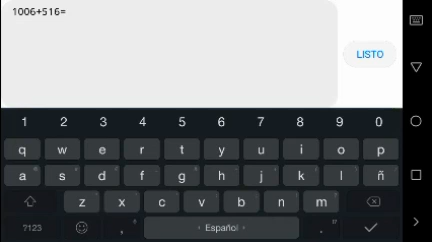 1006+516=
LISTO
1 2 3 4 5 6 7 8 9 0
q w e r t y u i o p
a s d f g h j k l ñ
z x c v b n m
?123 , Español .